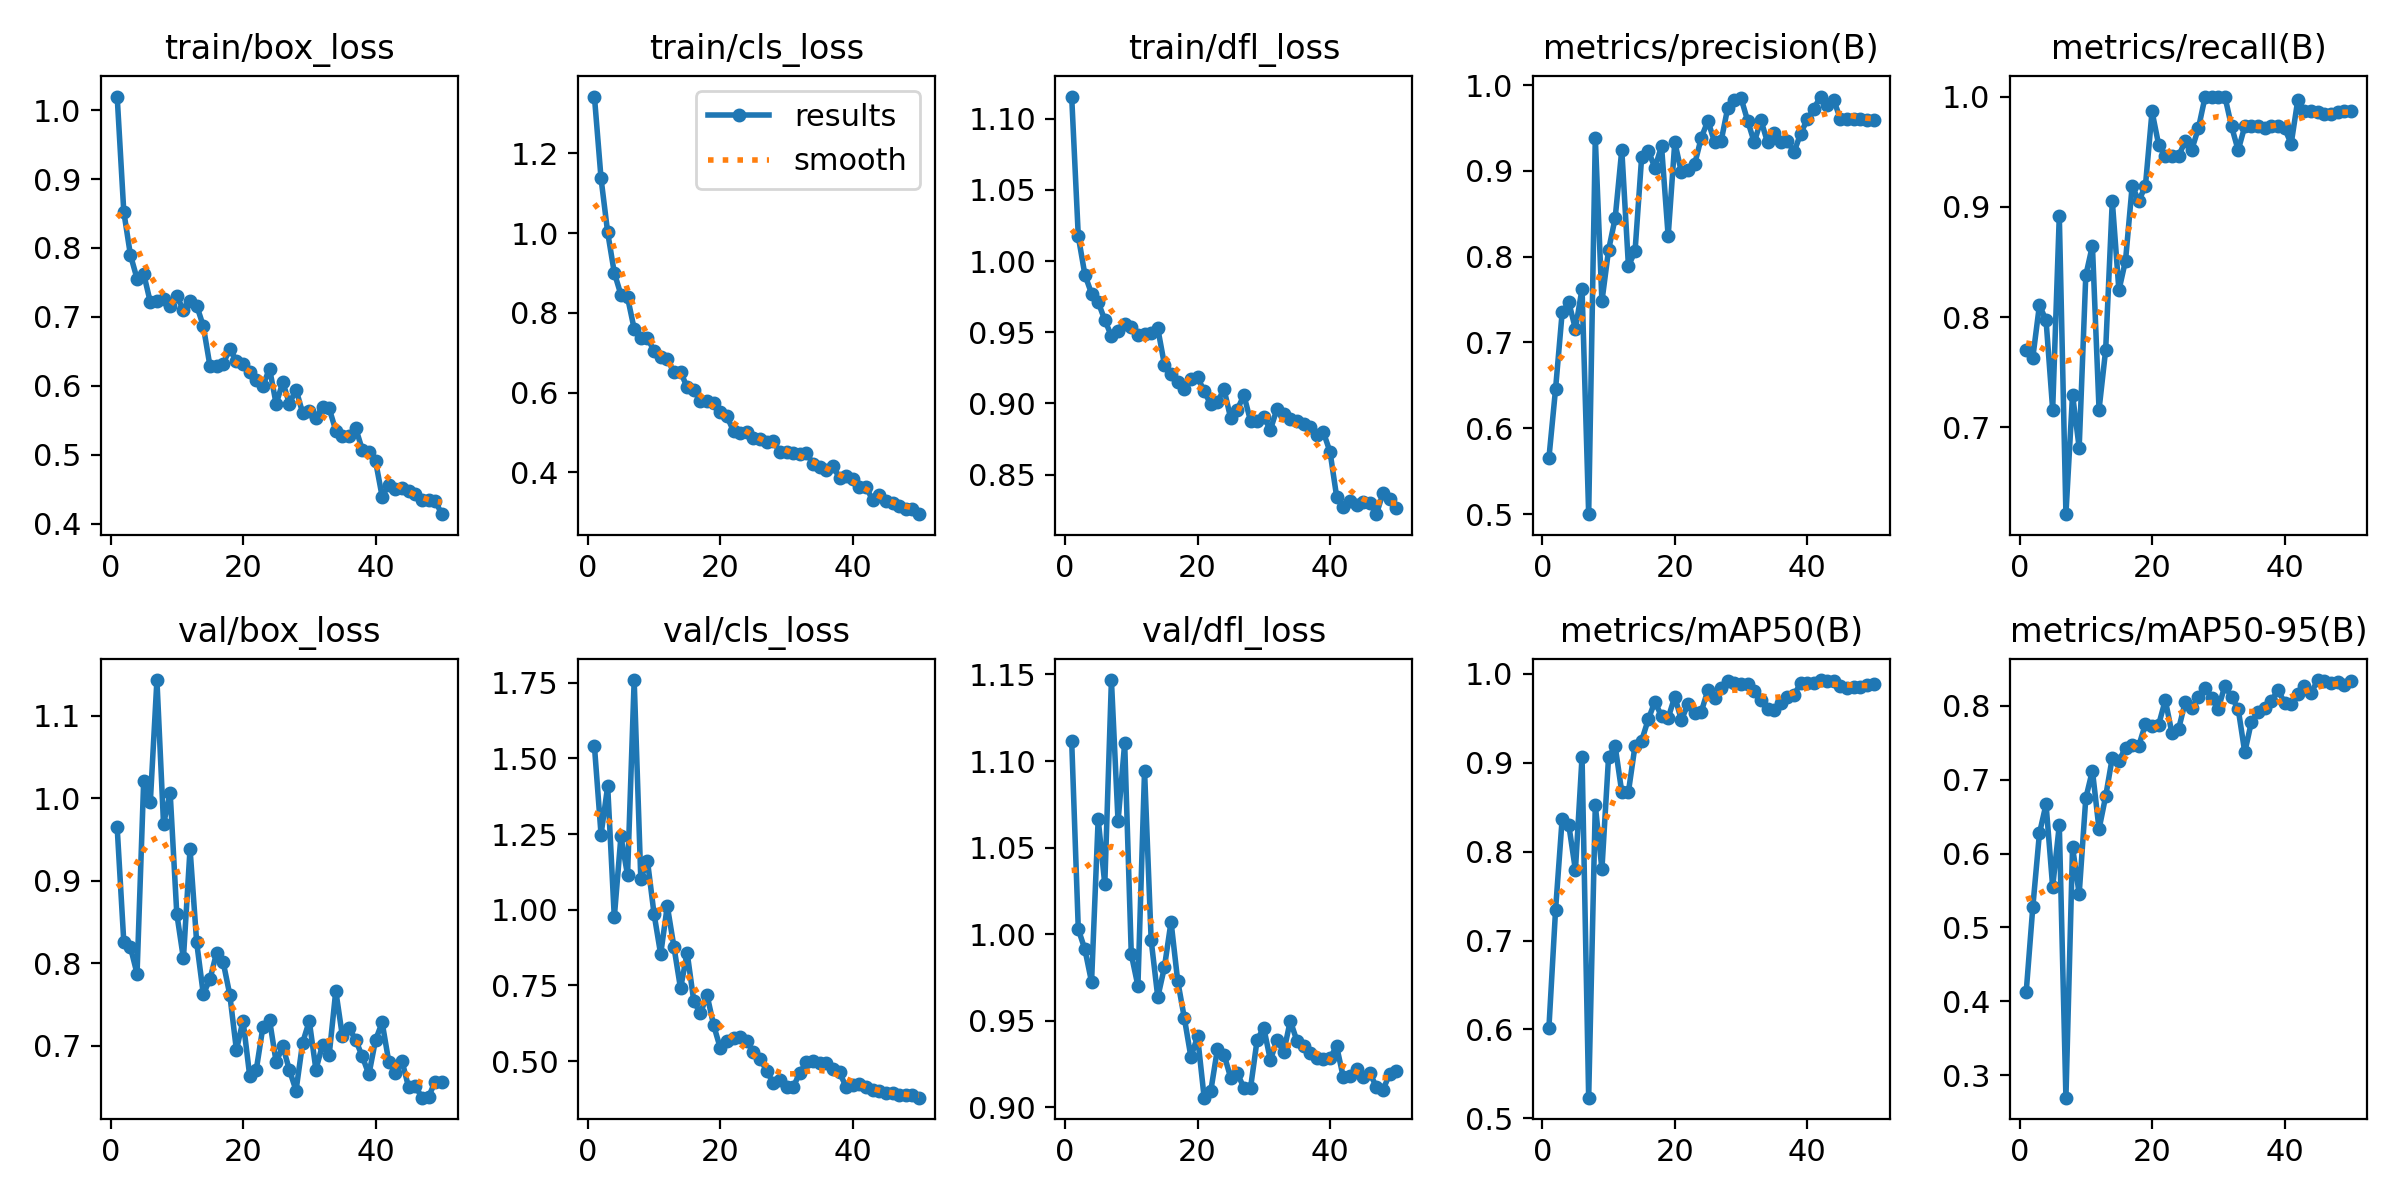 train/box_loss
train/cls_loss
train/dfl_loss
metrics/precision(B)
metrics/recall(B)
1.0
0.9
0.8
0.7
0.6
0.5
0.4
0 20 40
results
smooth
1.2
1.0
0.8
0.6
0.4
0 20 40
1.10
1.05
1.00
0.95
0.90
0.85
0 20 40
1.0
0.9
0.8
0.7
0.6
0.5
0 20 40
1.0
0.9
0.8
0.7
0 20 40
val/box_loss
val/cls_loss
val/dfl_loss
metrics/mAP50(B)
metrics/mAP50-95(B)
1.1
1.0
0.9
0.8
0.7
0 20 40
1.75
1.50
1.25
1.00
0.75
0.50
0 20 40
1.15
1.10
1.05
1.00
0.95
0.90
0 20 40
1.0
0.9
0.8
0.7
0.6
0.5
0 20 40
0.8
0.7
0.6
0.5
0.4
0.3
0 20 40